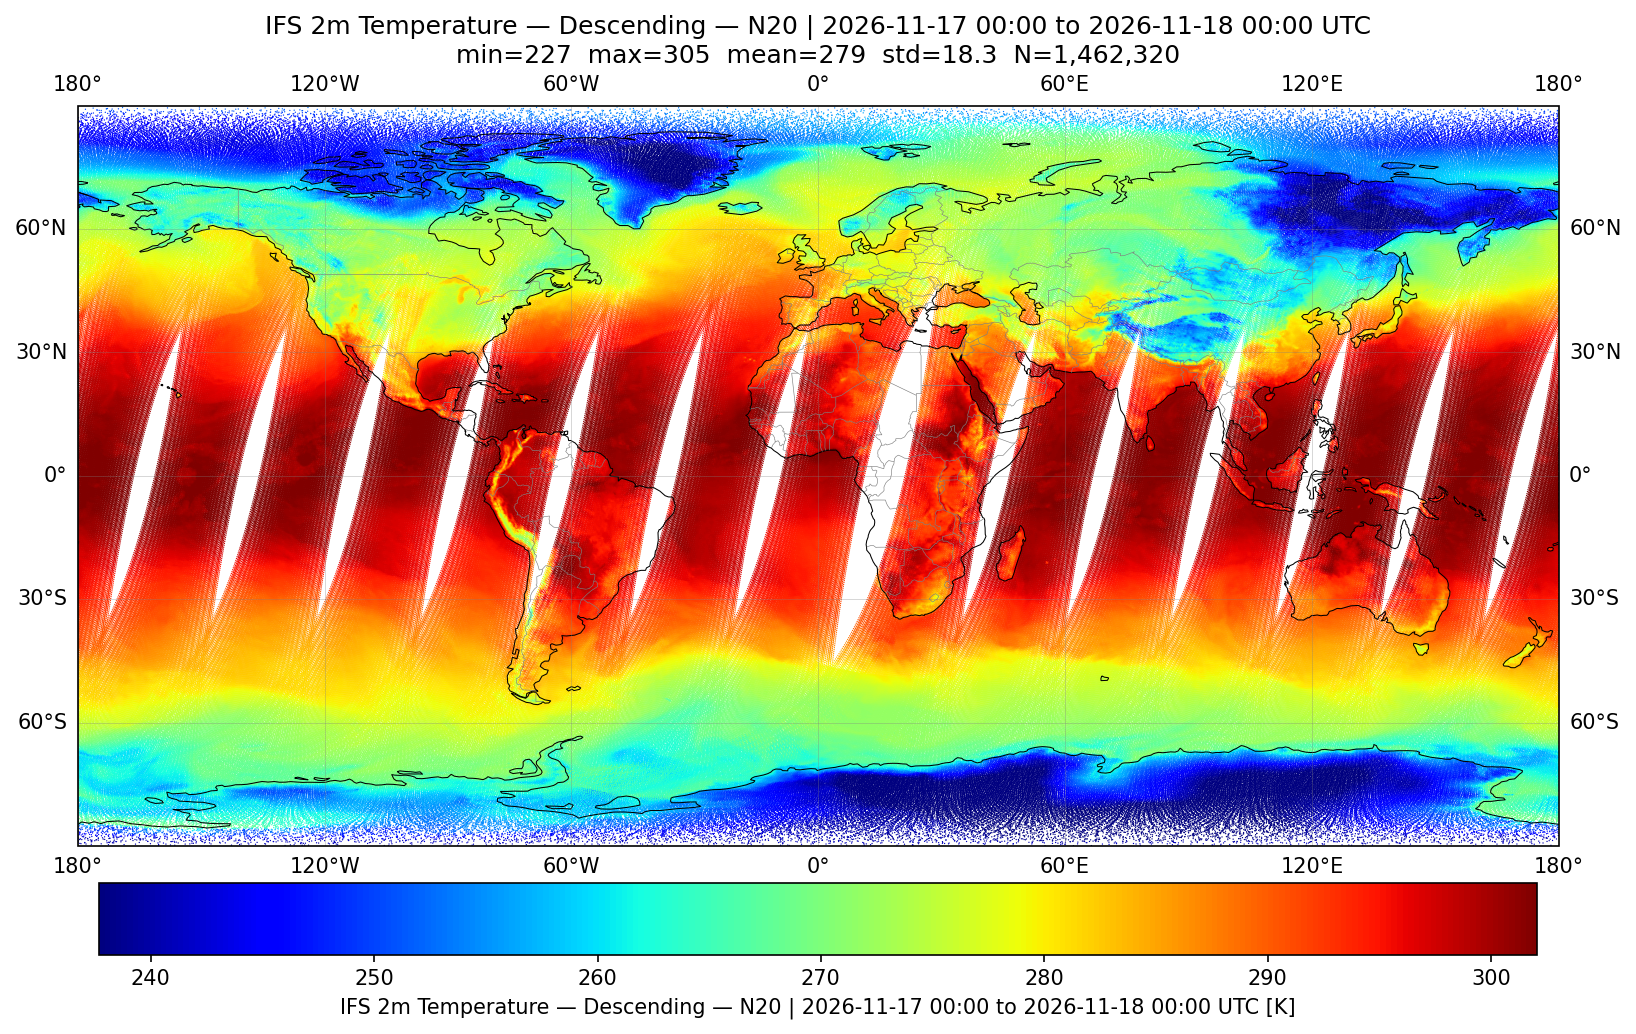 IFS 2m Temperature — Descending — N20 | 2026-11-17 00:00 to 2026-11-18 00:00 UTC
min=227 max=305 mean=279 std=18.3 N=1,462,320
180° 120°W 60°W 0° 60°E 120°E 180°
60°N 60°N
30°N 30°N
0° 0°
30°S 30°S
60°S 60°S
180° 120°W 60°W 0° 60°E 120°E 180°
240 250 260 270 280 290 300
IFS 2m Temperature — Descending — N20 | 2026-11-17 00:00 to 2026-11-18 00:00 UTC [K]